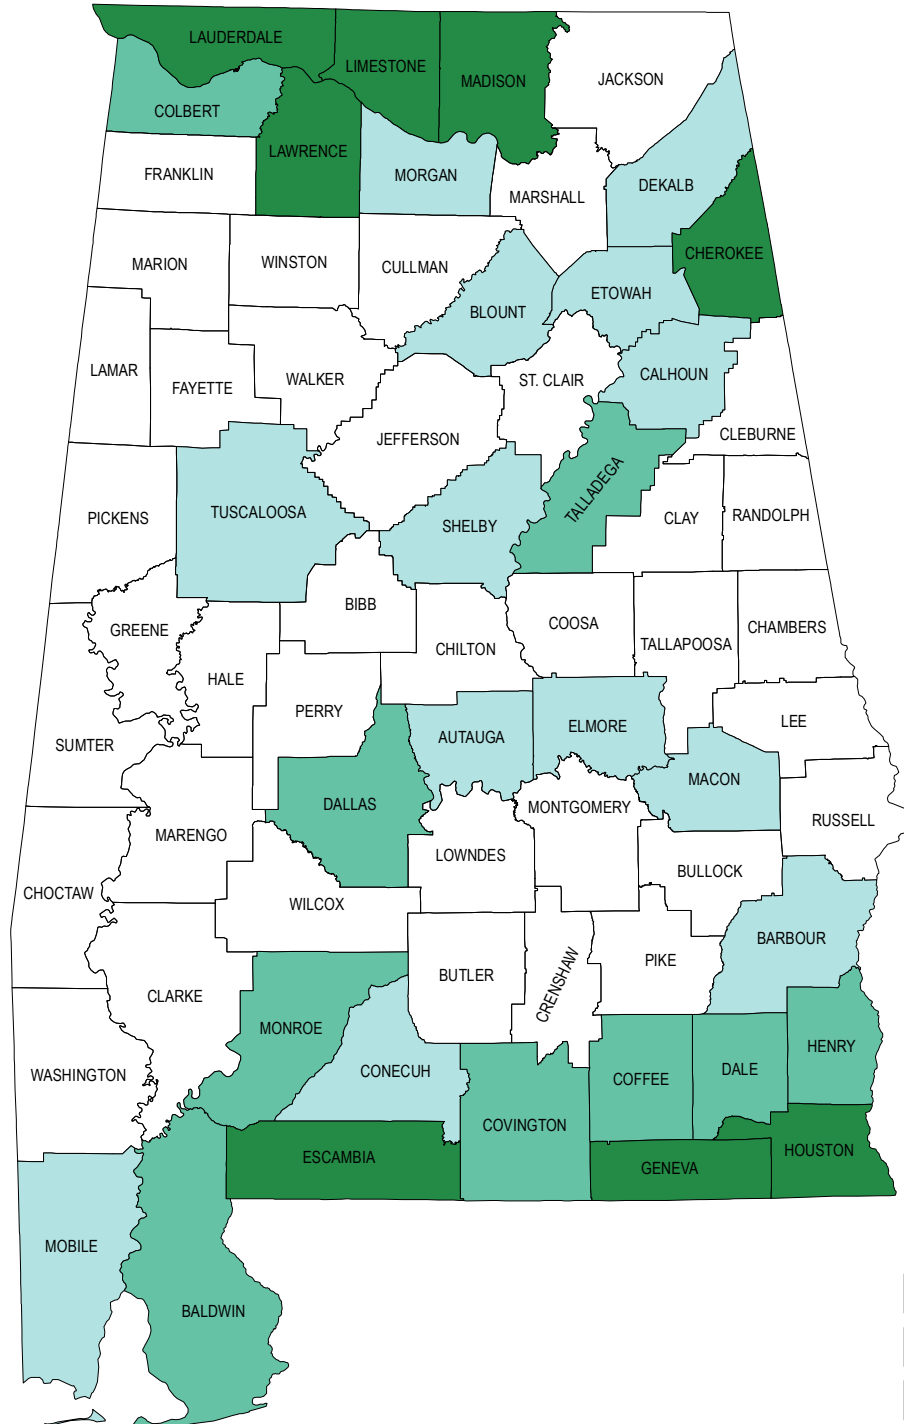 LAUDERDALE
LIMESTONE
MADISON
JACKSON
COLBERT
LAWRENCE
FRANKLIN
MORGAN
MARSHALL
DEKALB
CHEROKEE
MARION
WINSTON
CULLMAN
BLOUNT
ETOWAH
LAMAR
FAYETTE
WALKER
ST. CLAIR
CALHOUN
JEFFERSON
CLEBURNE
TALLADEGA
PICKENS
TUSCALOOSA
SHELBY
CLAY
RANDOLPH
BIBB
GREENE
HALE
CHILTON
COOSA
TALLAPOOSA
CHAMBERS
PERRY
SUMTER
AUTAUGA
ELMORE
LEE
MACON
DALLAS
MONTGOMERY
RUSSELL
MARENGO
LOWNDES
BULLOCK
CHOCTAW
WILCOX
BARBOUR
CLARKE
BUTLER
CRENSHAW
PIKE
MONROE
WASHINGTON
CONECUH
COFFEE
DALE
HENRY
COVINGTON
ESCAMBIA
GENEVA
HOUSTON
MOBILE
BALDWIN